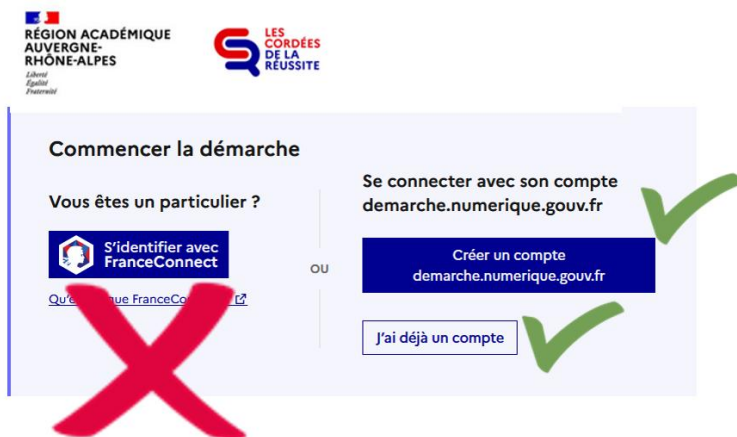 RÉGION ACADÉMIQUE
AUVERGNE-
RHÔNE-ALPES
Liberté
Égalité
Fraternité
LES
CORDÉES
DE LA
RÉUSSITE
Commencer la démarche
Vous êtes un particulier ?
S'identifier avec
FranceConnect
OU
Se connecter avec son compte
demarche.numerique.gouv.fr
Créer un compte
demarche.numerique.gouv.fr
J'ai déjà un compte